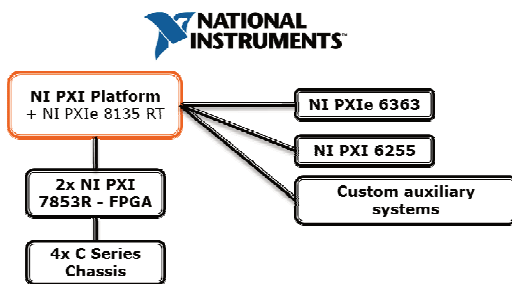 NATIONAL
INSTRUMENTS™
NI PXI Platform
+ NI PXIe 8135 RT
NI PXIe 6363
NI PXI 6255
2x NI PXI
7853R - FPGA
Custom auxiliary
systems
4x C Series
Chassis